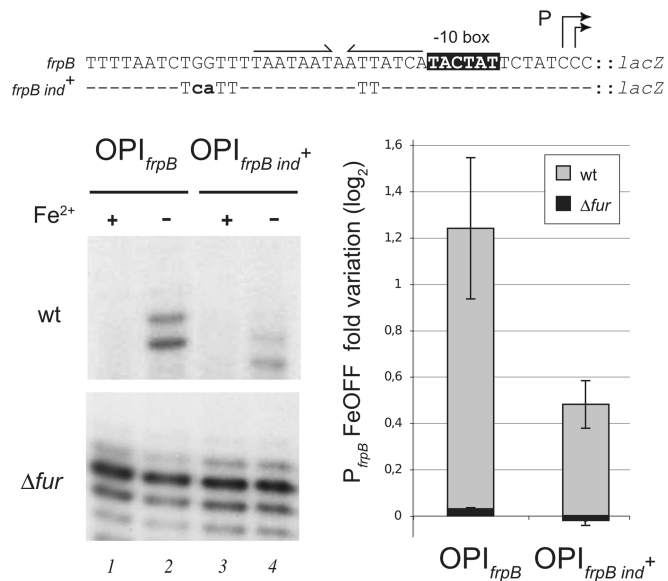 P
-10 box
frpB TTTTAATCTGGTTTTAATAATAATTATCATACTATTCTATCCC :: lacZ
frpB ind+ --------TcaTT----------TT------------------ :: lacZ
OPIfrpB OPIfrpB ind+
Fe2+ + - + -
wt
Δfur
1 2 3 4
PfrpB FeOFF fold variation (log2)
1,6
1,4
1,2
1
0,8
0,6
0,4
0,2
0
wt
Δfur
OPIfrpB OPIfrpB ind+